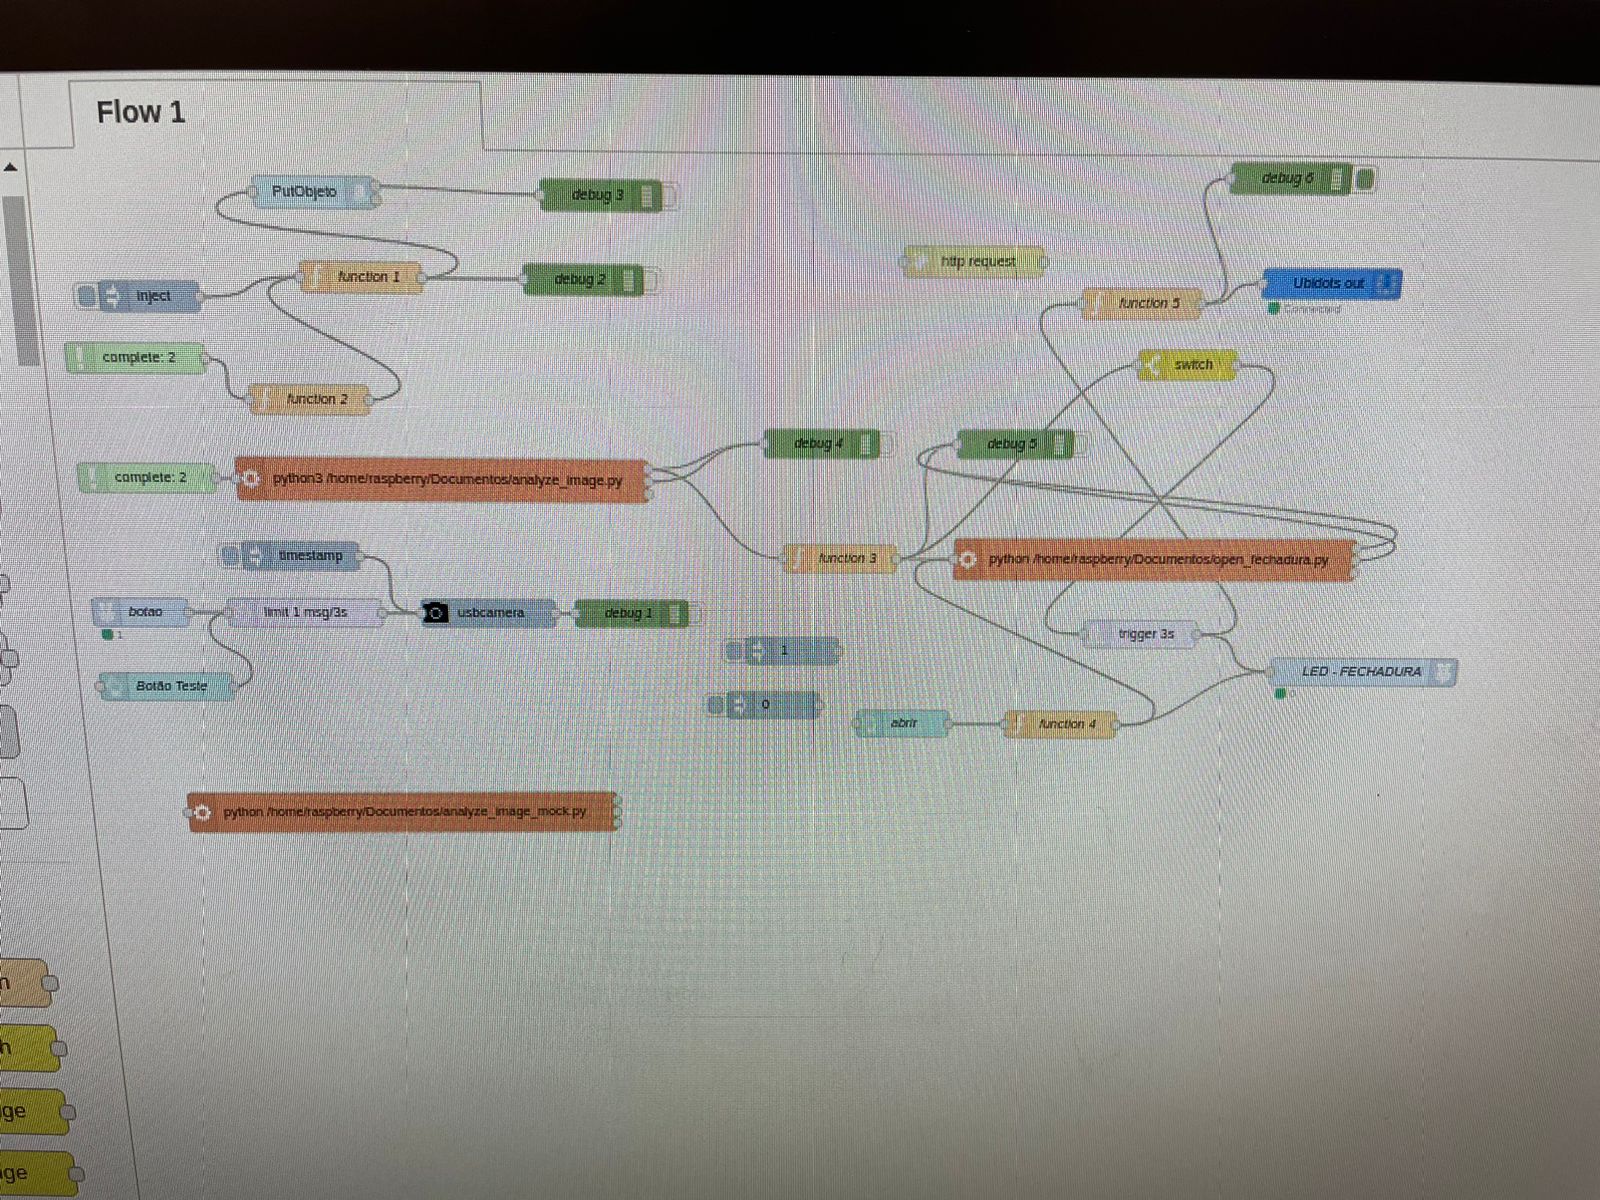 Flow 1
PutObjeto
debug 3
debug 6
http request
function 1
debug 2
Ubidots out
Connected
inject
function 5
complete: 2
switch
function 2
debug 4
debug 5
complete: 2
python3 /home/raspberry/Documentos/analyze_image.py
timestamp
function 3
python /home/raspberry/Documentos/open_fechadura.py
botao
1
limit 1 msg/3s
usbcamera
debug 1
trigger 3s
1
LED - FECHADURA
0
Botão Teste
0
abrir
function 4
python /home/raspberry/Documentos/analyze_image_mock.py
n
h
ge
ge